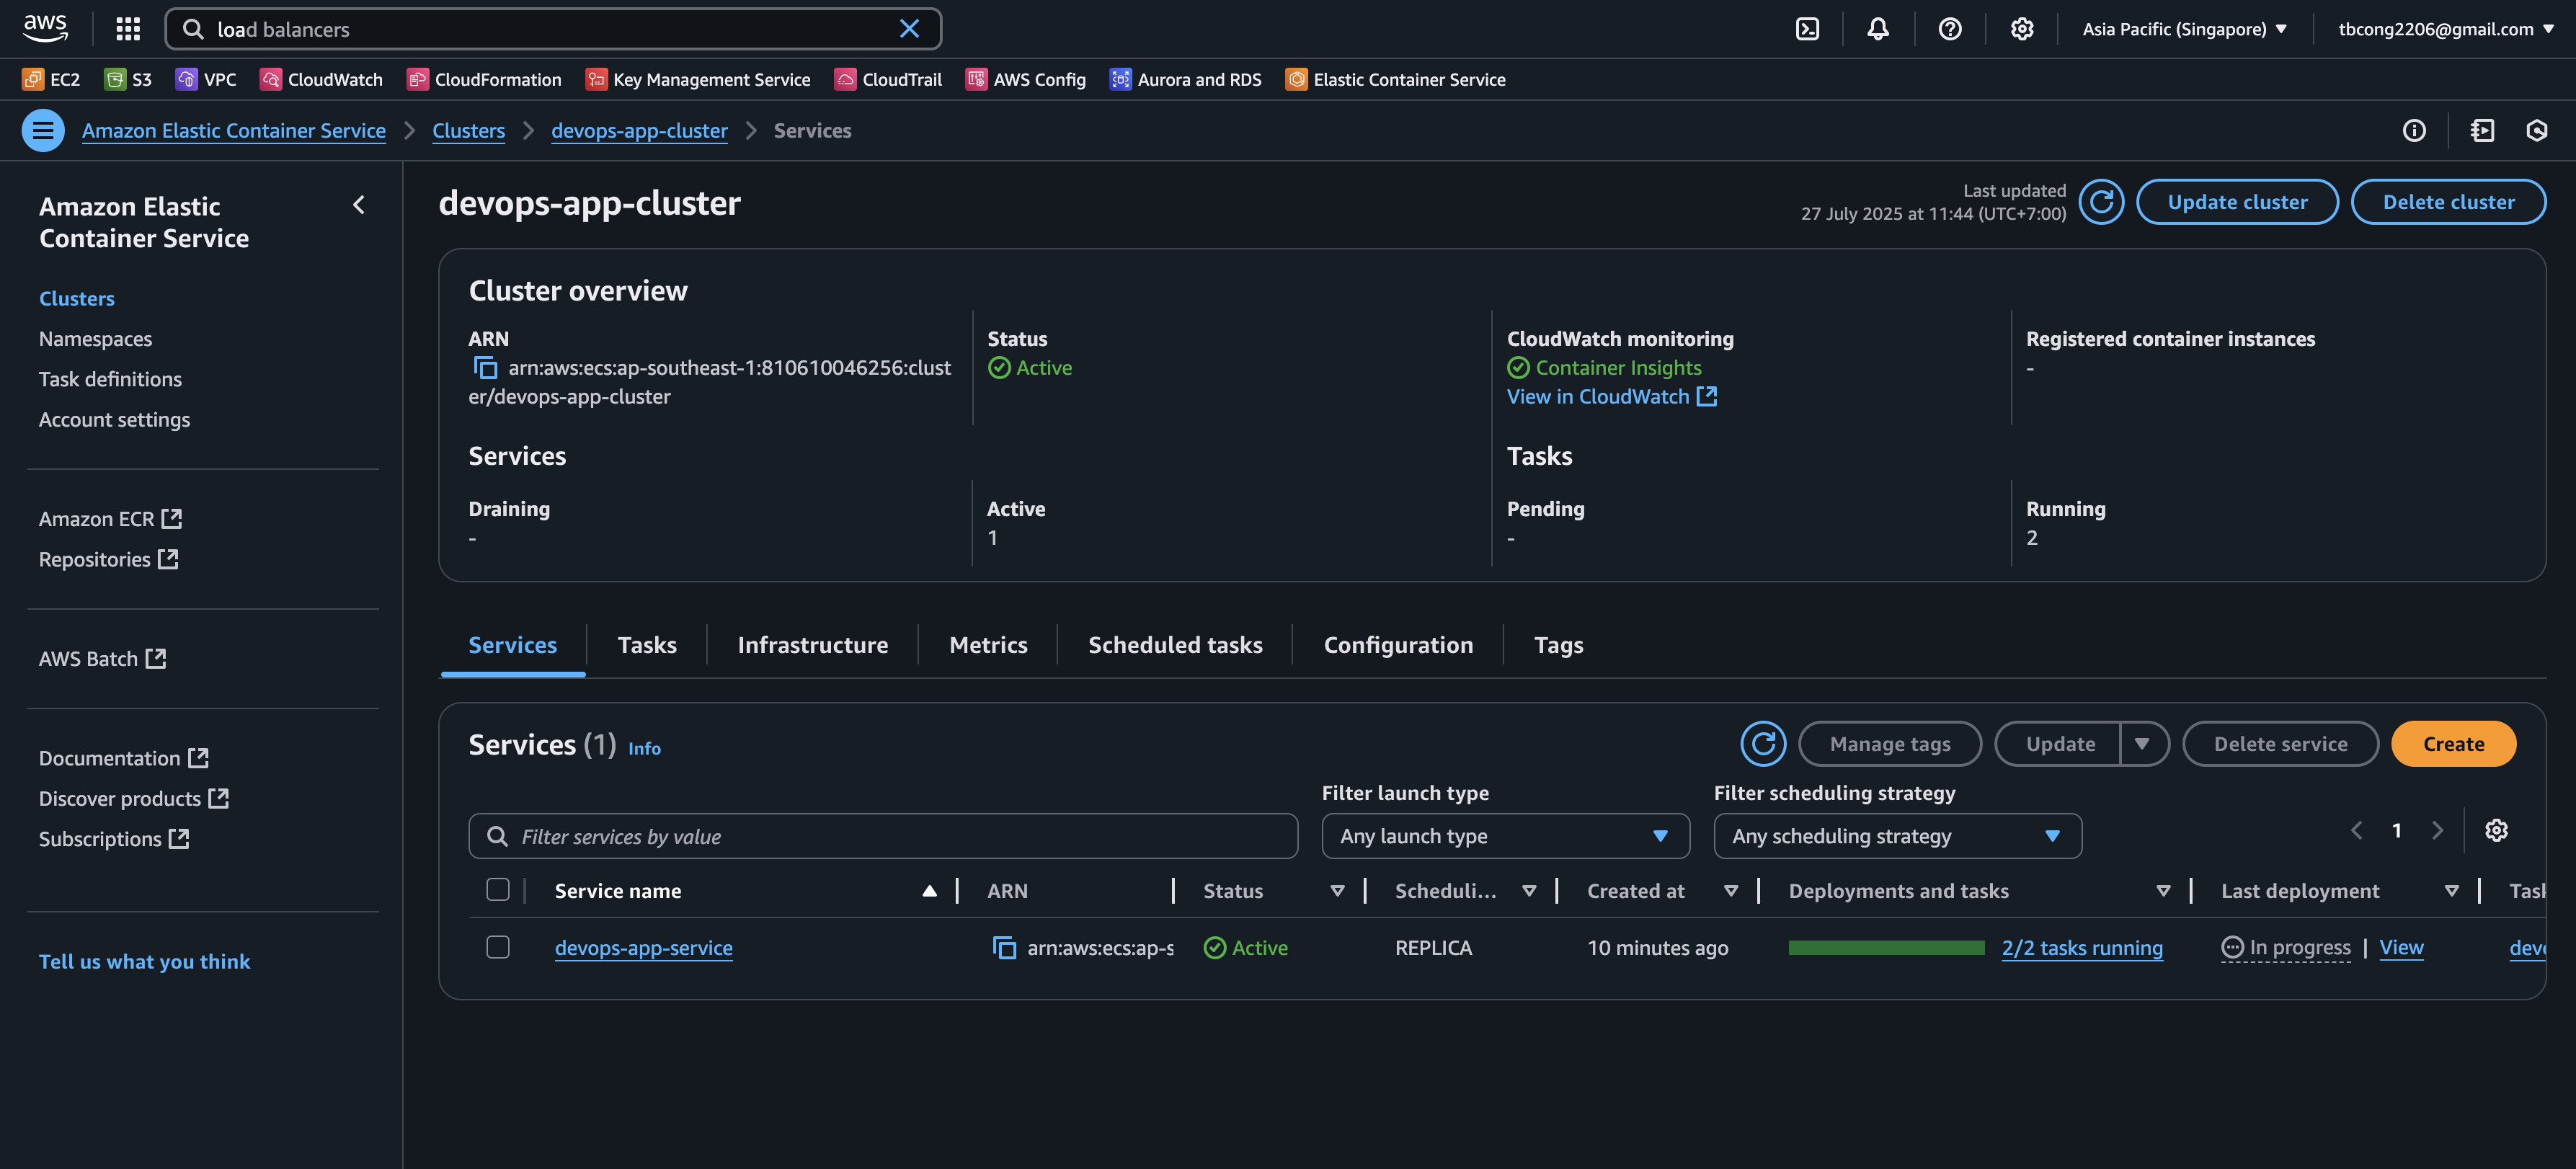 aws
load balancers
Asia Pacific (Singapore)
tbcong2206@gmail.com
EC2
S3
VPC
CloudWatch
CloudFormation
Key Management Service
CloudTrail
AWS Config
Aurora and RDS
Elastic Container Service
Amazon Elastic Container Service
Clusters
devops-app-cluster
Services
Amazon Elastic
Container Service
Clusters
Namespaces
Task definitions
Account settings
Amazon ECR
Repositories
AWS Batch
Documentation
Discover products
Subscriptions
Tell us what you think
devops-app-cluster
Last updated
27 July 2025 at 11:44 (UTC+7:00)
Update cluster
Delete cluster
Cluster overview
ARN
arn:aws:ecs:ap-southeast-1:810610046256:clust
er/devops-app-cluster
Status
Active
CloudWatch monitoring
Container Insights
View in CloudWatch
Registered container instances
-
Services
Draining
-
Active
1
Tasks
Pending
-
Running
2
Services
Tasks
Infrastructure
Metrics
Scheduled tasks
Configuration
Tags
Services (1) Info
Manage tags
Update
Delete service
Create
Filter services by value
Filter launch type
Any launch type
Filter scheduling strategy
Any scheduling strategy
1
Service name
ARN
Status
Scheduli...
Created at
Deployments and tasks
Last deployment
Task
devops-app-service
arn:aws:ecs:ap-s
Active
REPLICA
10 minutes ago
2/2 tasks running
In progress | View
devo